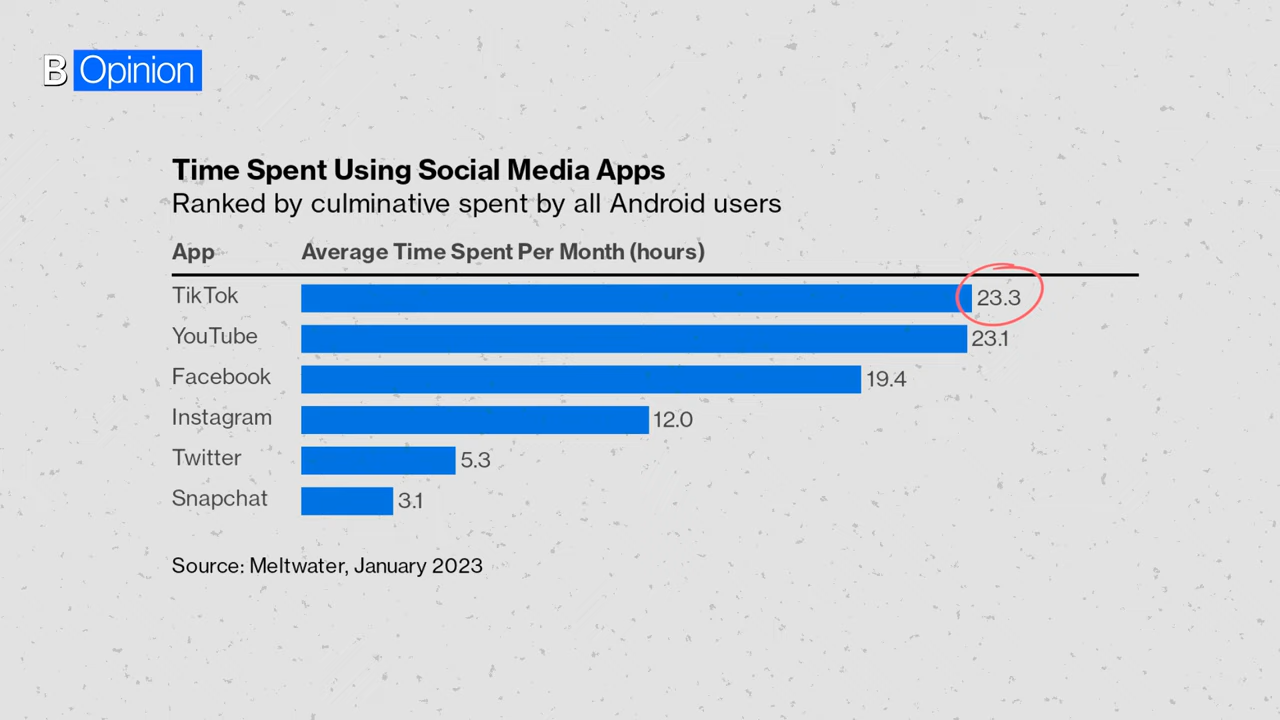 B Opinion
Time Spent Using Social Media Apps
Ranked by culminative spent by all Android users
App Average Time Spent Per Month (hours)
TikTok 23.3
YouTube 23.1
Facebook 19.4
Instagram 12.0
Twitter 5.3
Snapchat 3.1
Source: Meltwater, January 2023